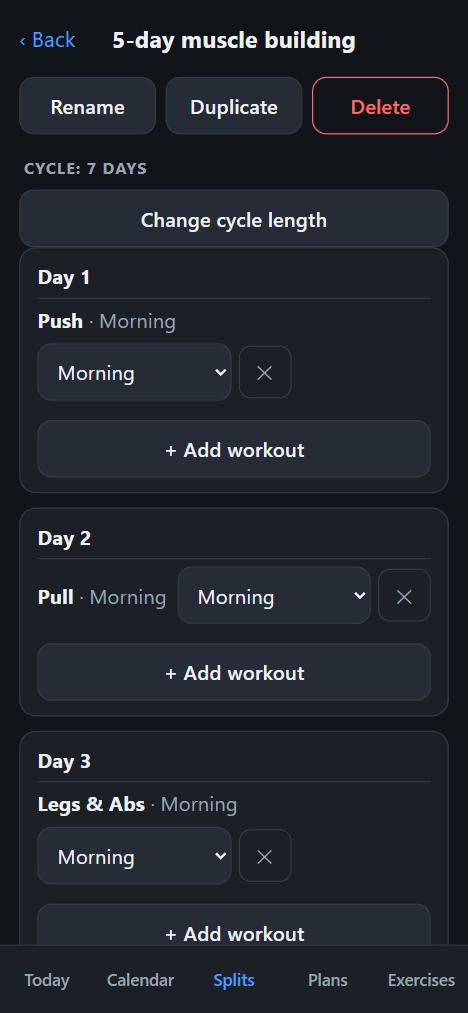 ‹ Back 5-day muscle building
Rename Duplicate Delete
CYCLE: 7 DAYS
Change cycle length
Day 1
Push · Morning
Morning
+ Add workout
Day 2
Pull · Morning Morning
+ Add workout
Day 3
Legs & Abs · Morning
Morning
+ Add workout
Today Calendar Splits Plans Exercises